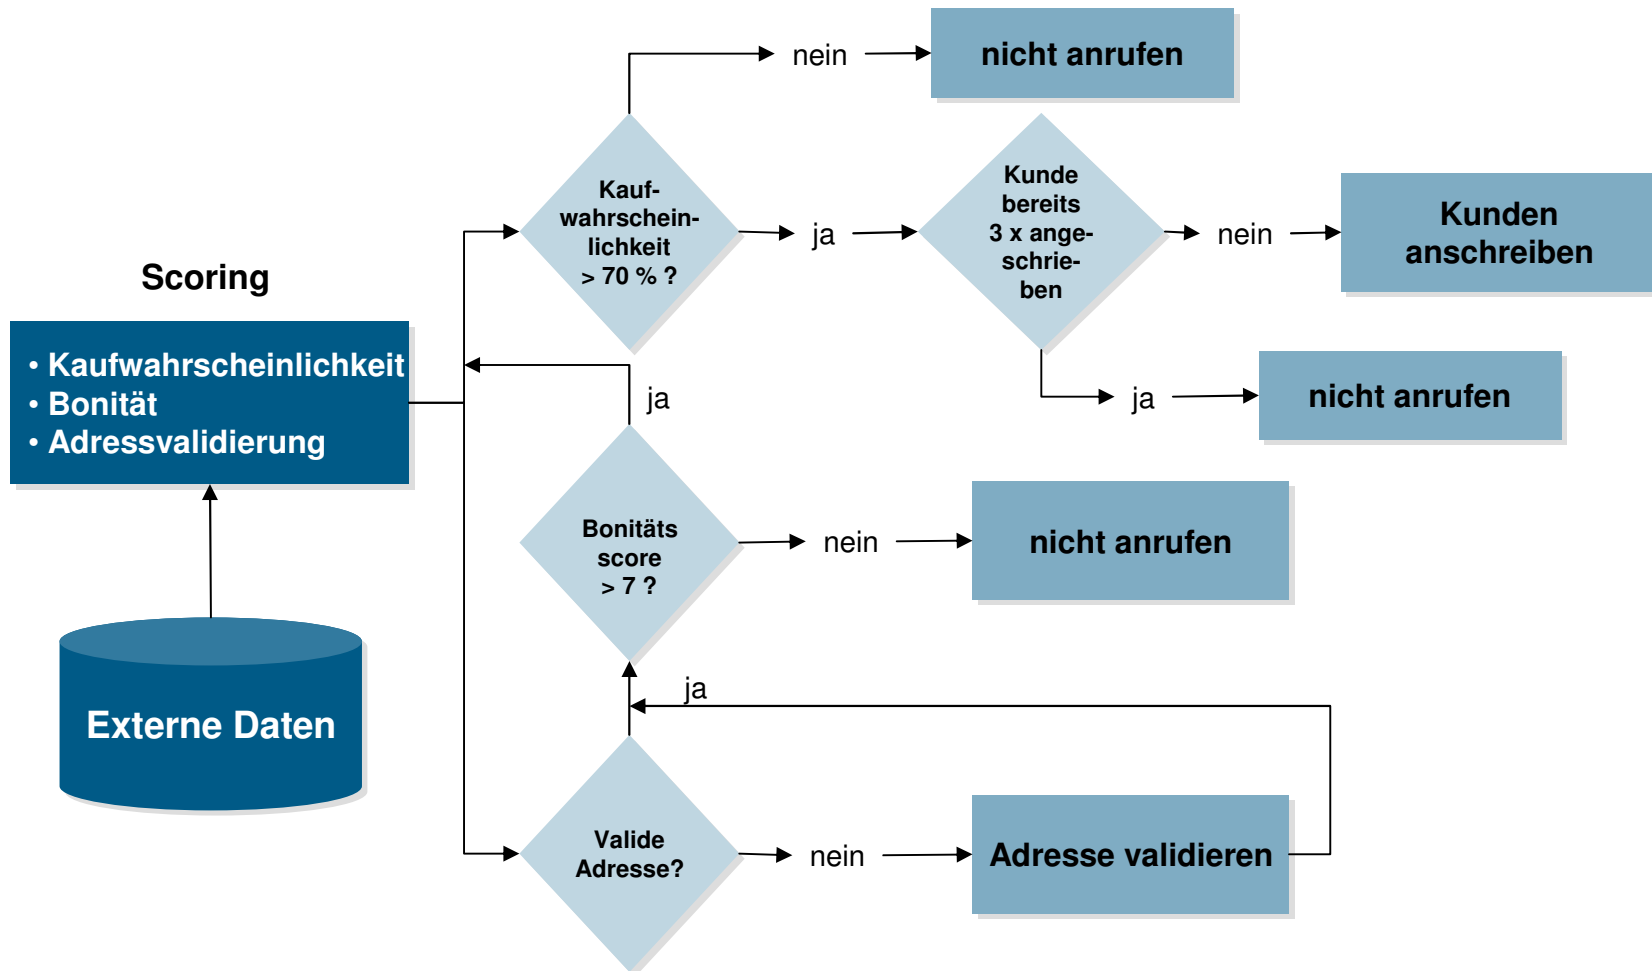 nein
nicht anrufen
Kauf-
wahrschein-
lichkeit
> 70 % ?
ja
Kunde
bereits
3 x ange-
schrie-
ben
nein
Kunden
anschreiben
Scoring
• Kaufwahrscheinlichkeit
• Bonität
• Adressvalidierung
ja
ja
nicht anrufen
Bonitäts
score
> 7 ?
nein
nicht anrufen
Externe Daten
ja
Valide
Adresse?
nein
Adresse validieren